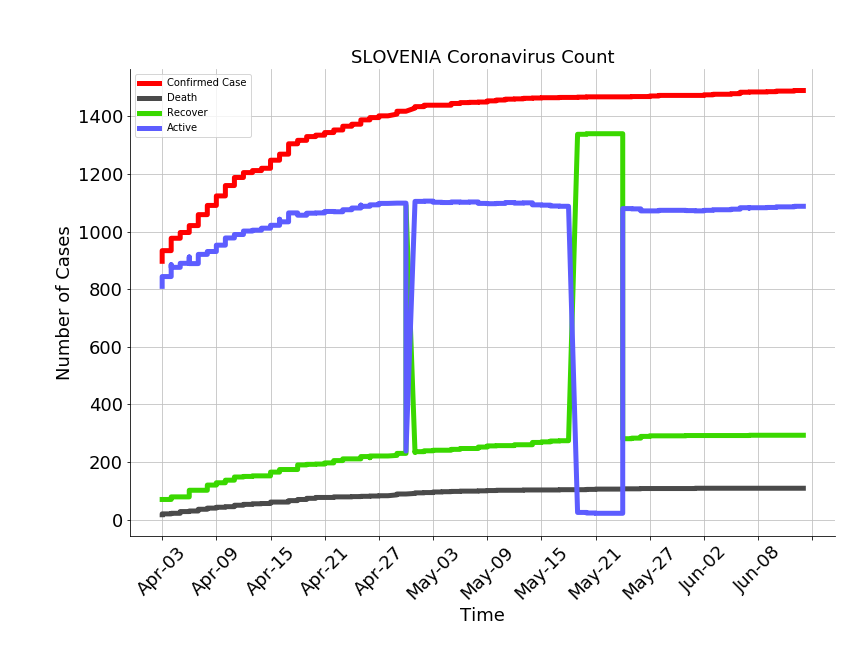 SLOVENIA Coronavirus Count
Confirmed Case
Death
Recover
Active
Number of Cases
1400
1200
1000
800
600
400
200
0
Apr-03
Apr-09
Apr-15
Apr-21
Apr-27
May-03
May-09
May-15
May-21
May-27
Jun-02
Jun-08
Time